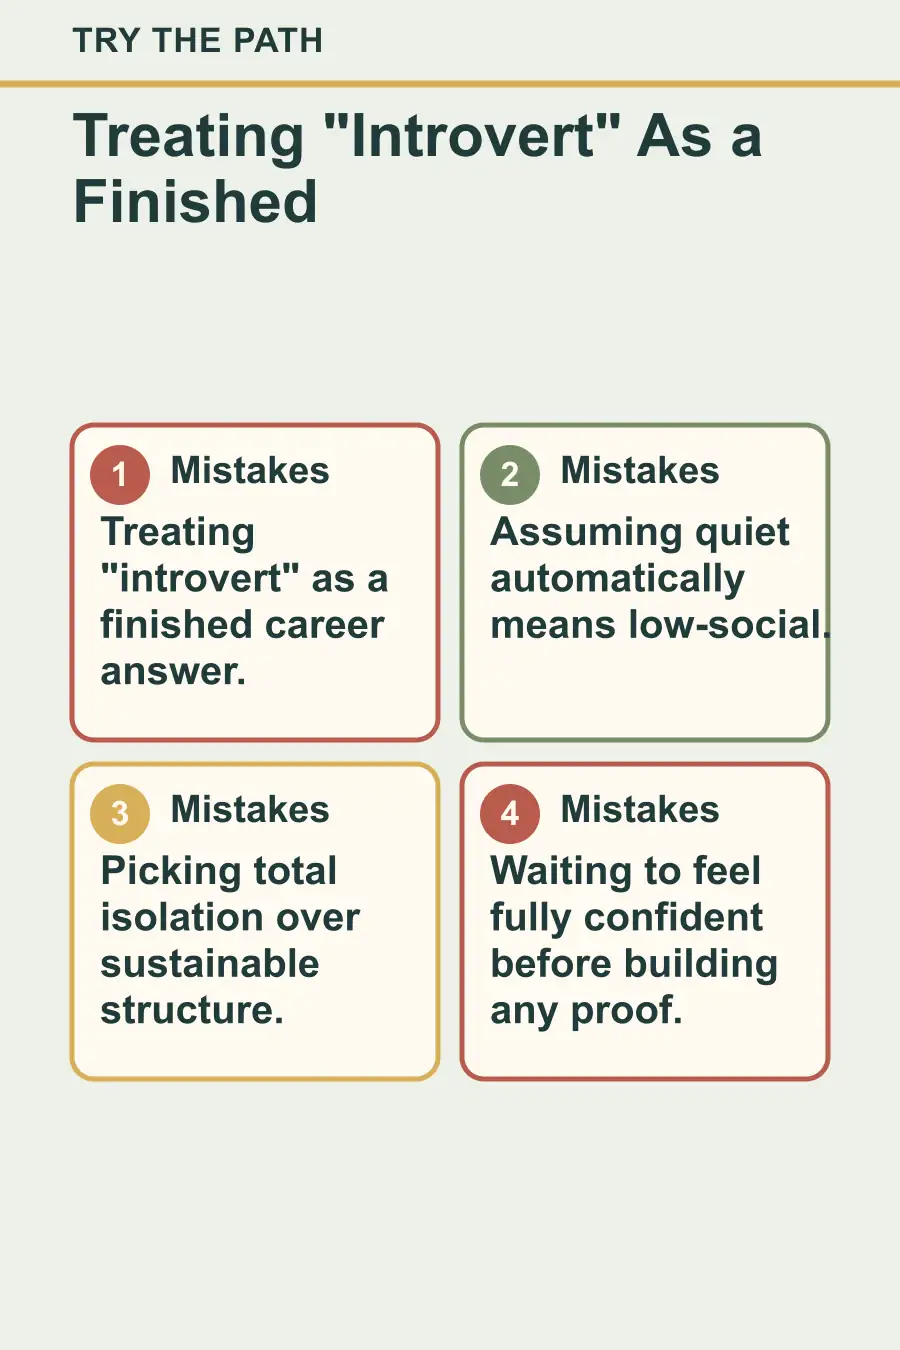 TRY THE PATH
Treating "Introvert" As a
Finished
1 Mistakes
Treating
"introvert" as a
finished career
answer.
2 Mistakes
Assuming quiet
automatically
means low-social.
3 Mistakes
Picking total
isolation over
sustainable
structure.
4 Mistakes
Waiting to feel
fully confident
before building
any proof.